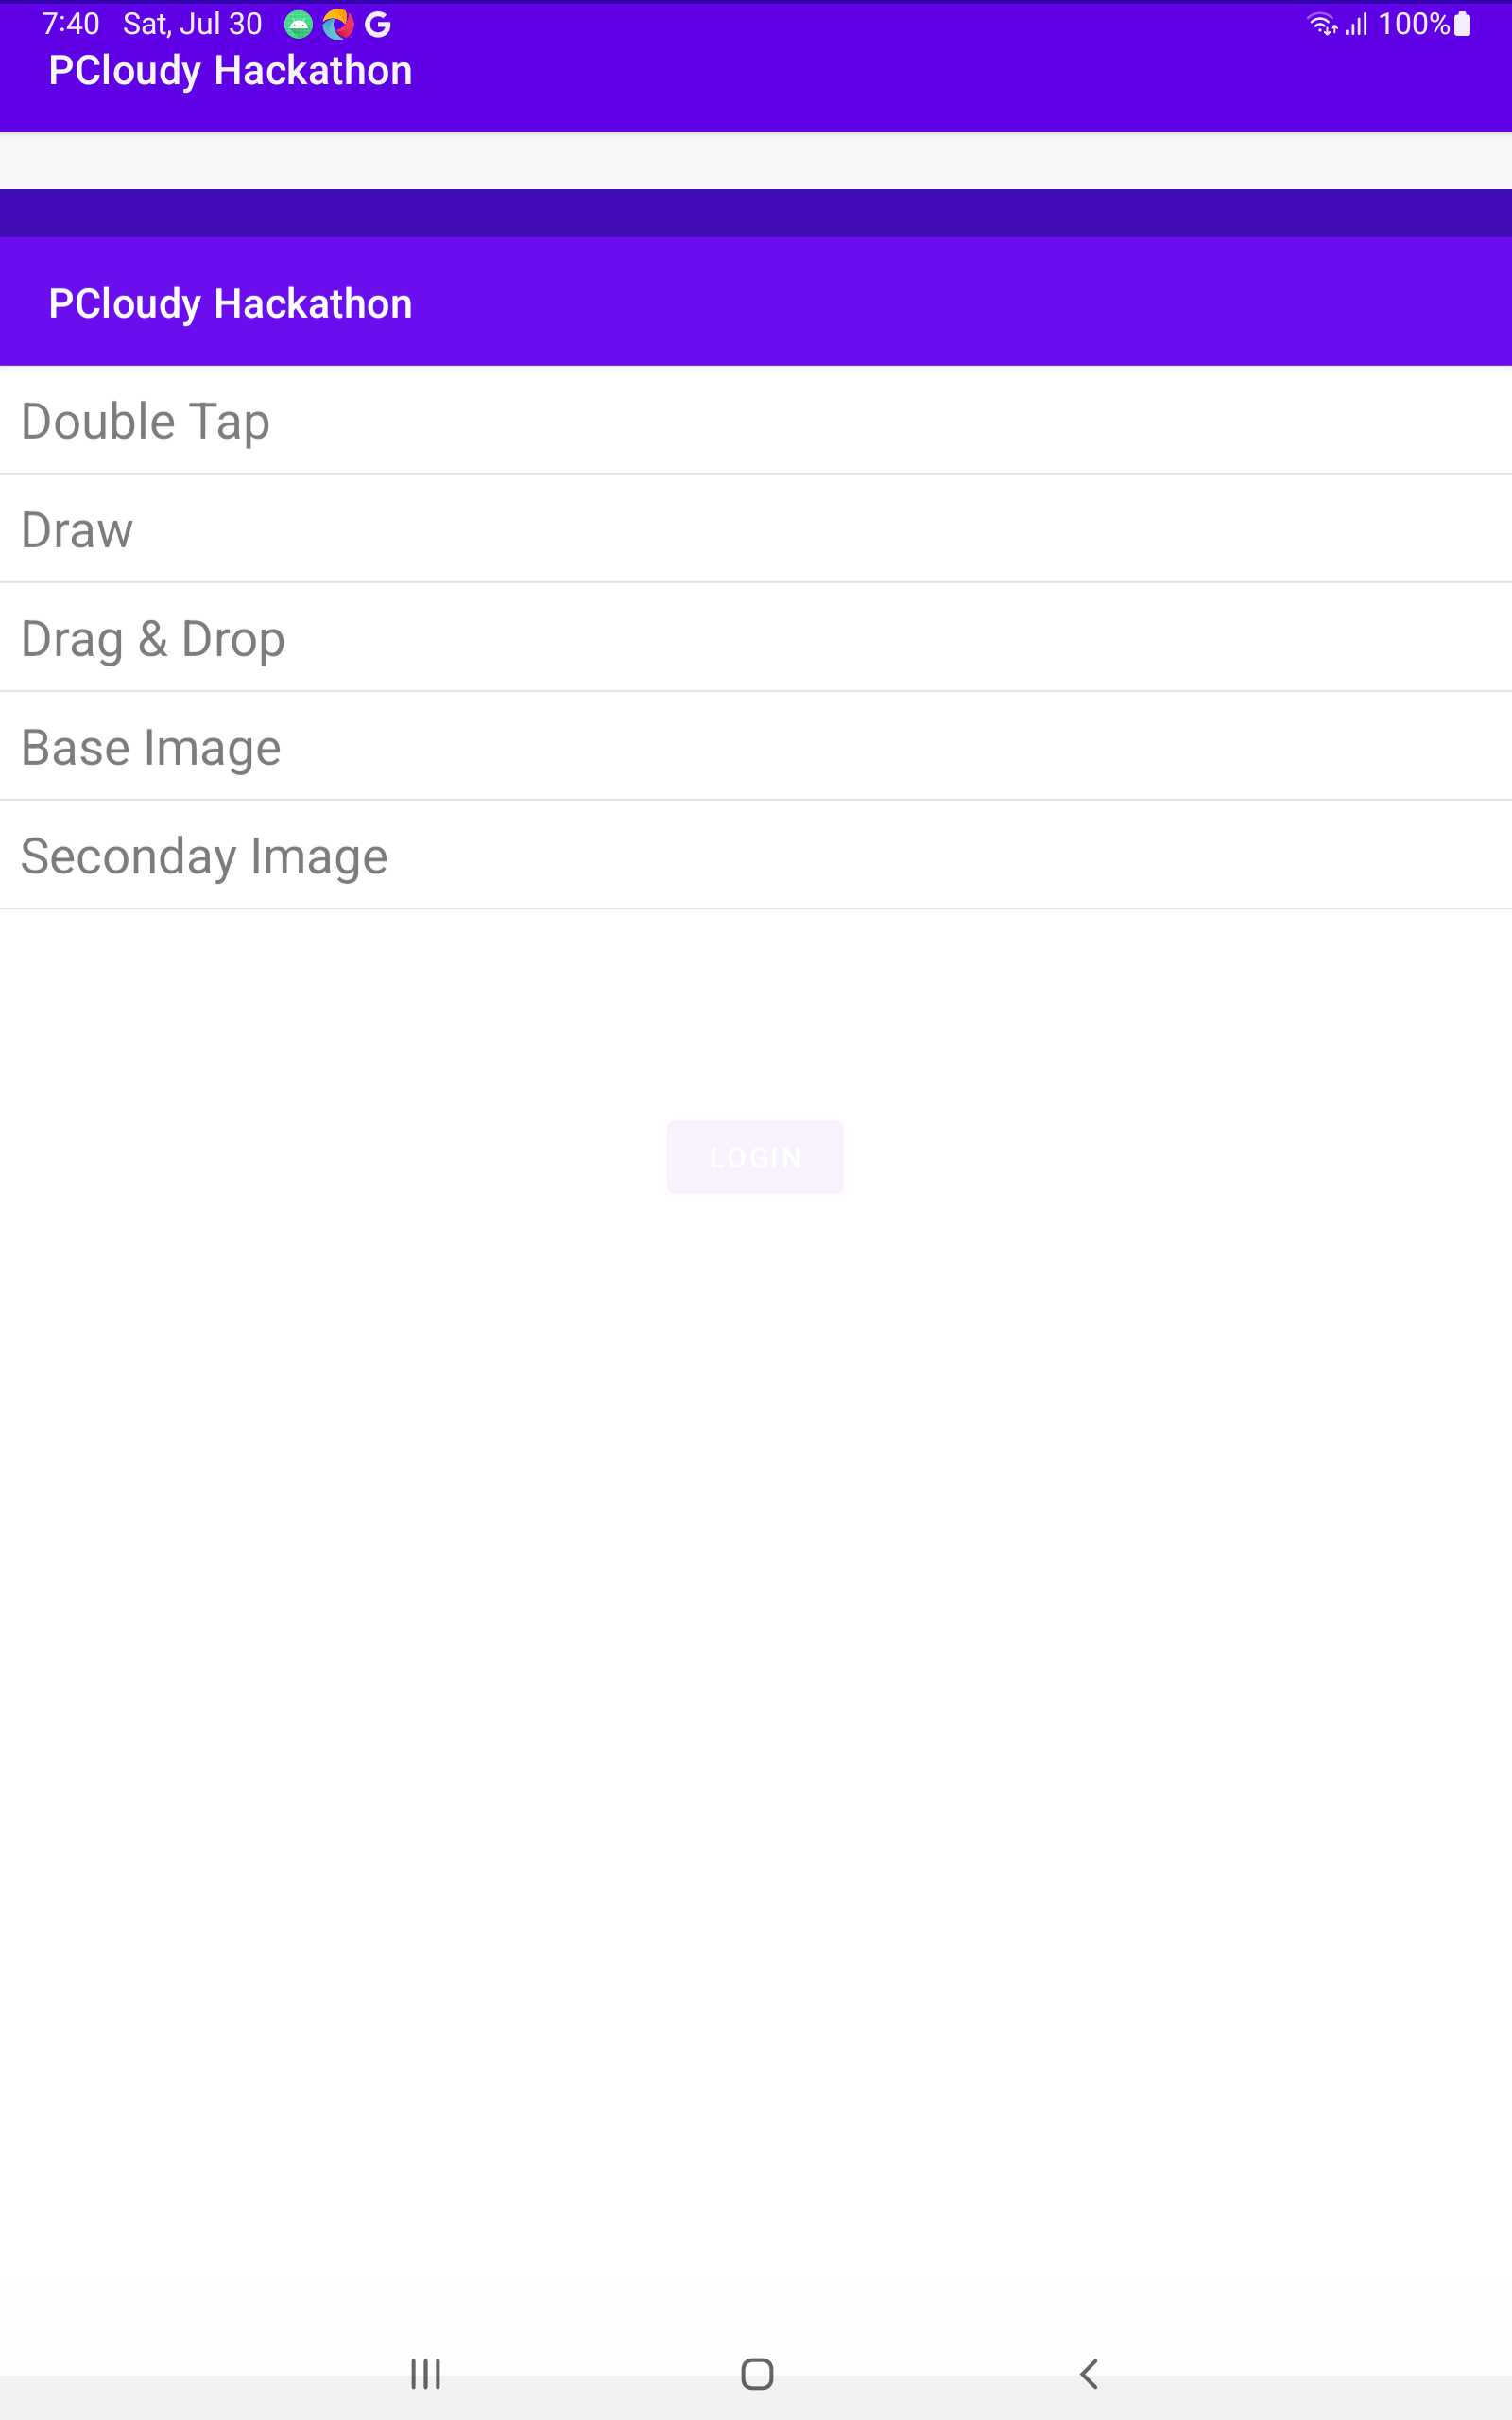 7:40 Sat, Jul 30 100%
PCloudy Hackathon
PCloudy Hackathon
Double Tap
Draw
Drag & Drop
Base Image
Seconday Image
LOGIN